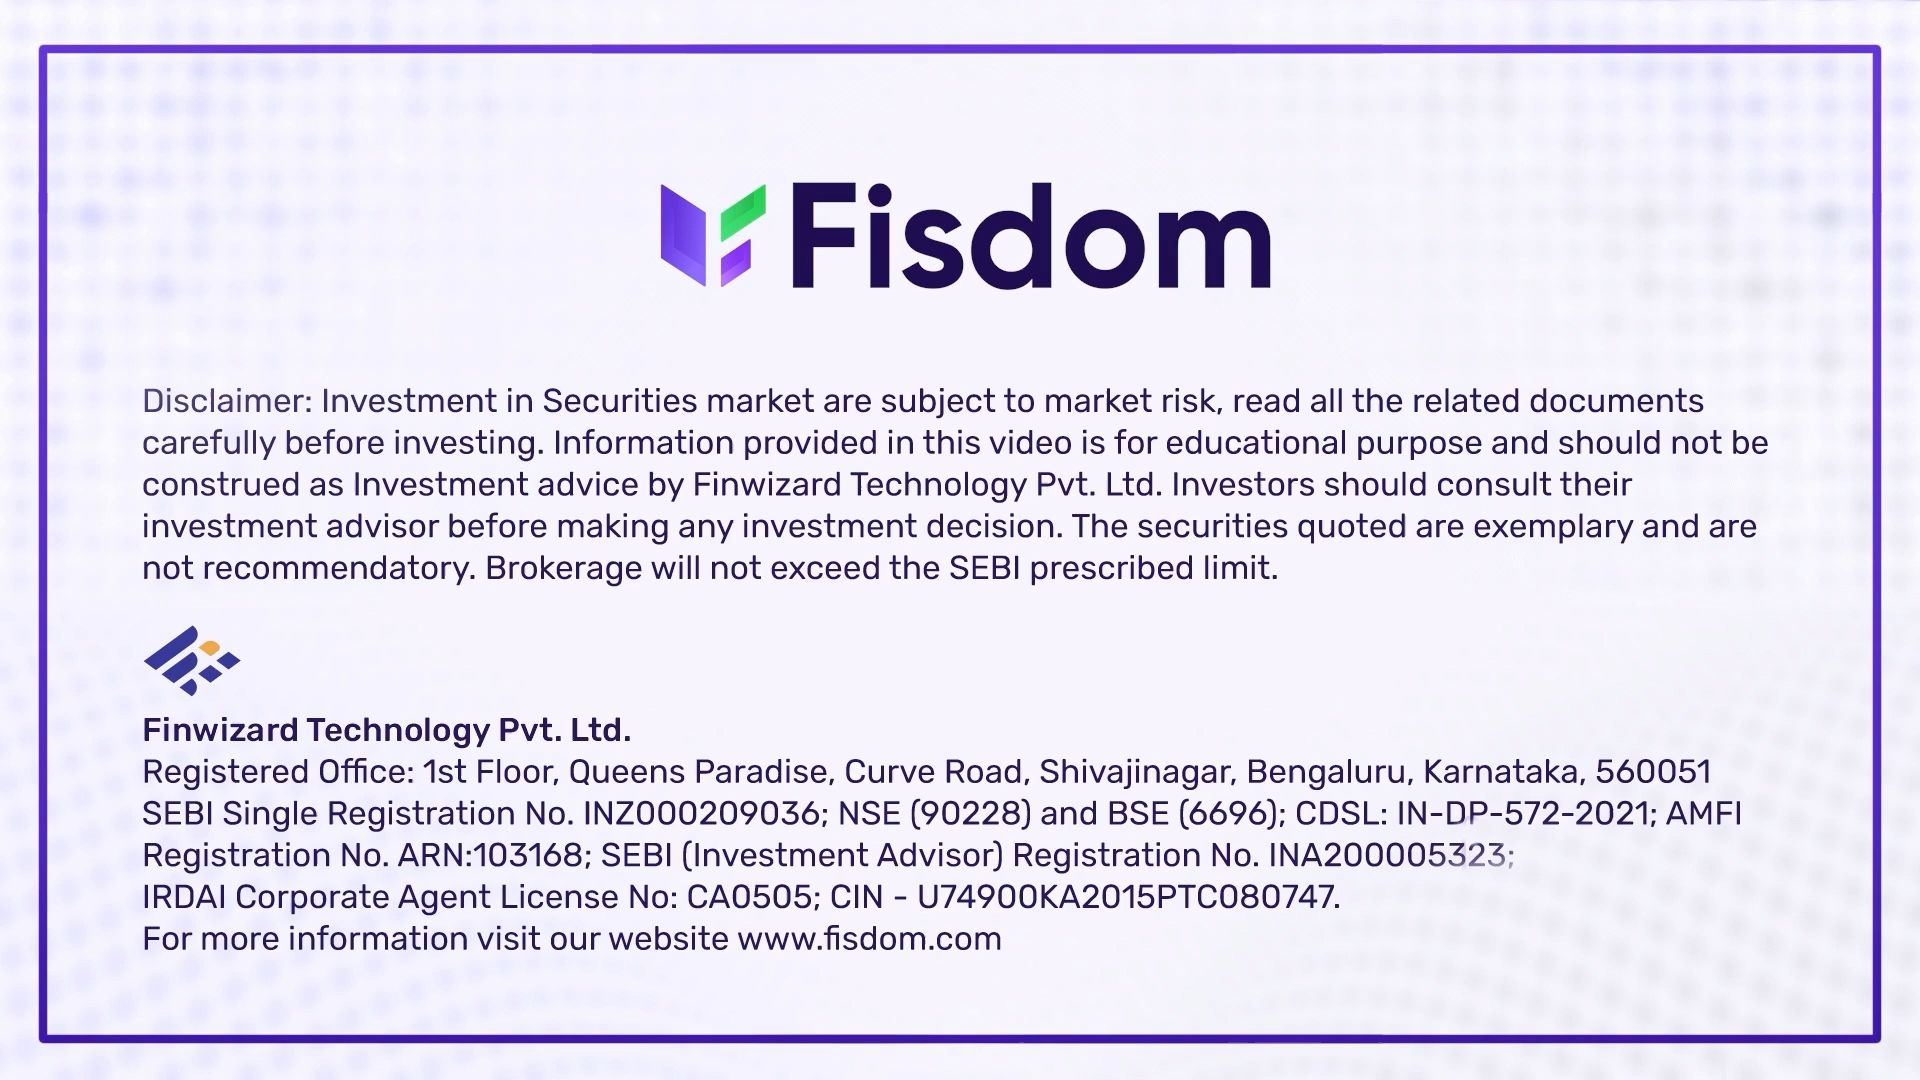 Fisdom
Disclaimer: Investment in Securities market are subject to market risk, read all the related documents
carefully before investing. Information provided in this video is for educational purpose and should not be
construed as Investment advice by Finwizard Technology Pvt. Ltd. Investors should consult their
investment advisor before making any investment decision. The securities quoted are exemplary and are
not recommendatory. Brokerage will not exceed the SEBI prescribed limit.
Finwizard Technology Pvt. Ltd.
Registered Office: 1st Floor, Queens Paradise, Curve Road, Shivajinagar, Bengaluru, Karnataka, 560051
SEBI Single Registration No. INZ000209036; NSE (90228) and BSE (6696); CDSL: IN-DP-572-2021; AMFI
Registration No. ARN:103168; SEBI (Investment Advisor) Registration No. INA200005323;
IRDAI Corporate Agent License No: CA0505; CIN - U74900KA2015PTC080747.
For more information visit our website www.fisdom.com